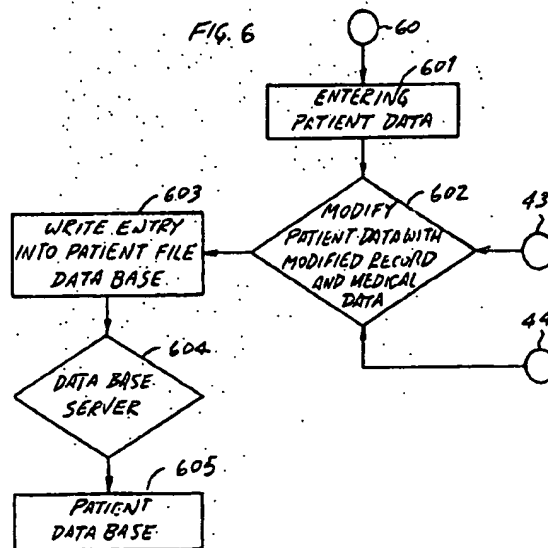 FIG. 6
60
601
ENTERING
PATIENT DATA
602
MODIFY
PATIENT DATA WITH
MODIFIED RECORD
AND MEDICAL
DATA
43
44
603
WRITE ENTRY
INTO PATIENT FILE
DATA BASE
604
DATA BASE
SERVER
605
PATIENT
DATA BASE